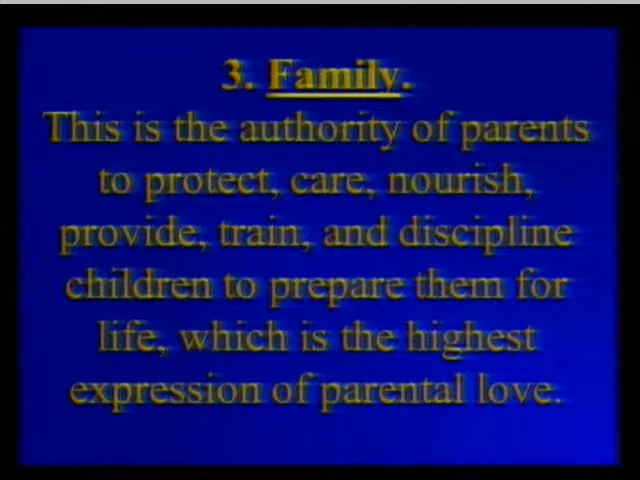 3. Family.
This is the authority of parents
to protect, care, nourish,
provide, train, and discipline
children to prepare them for
life, which is the highest
expression of parental love.